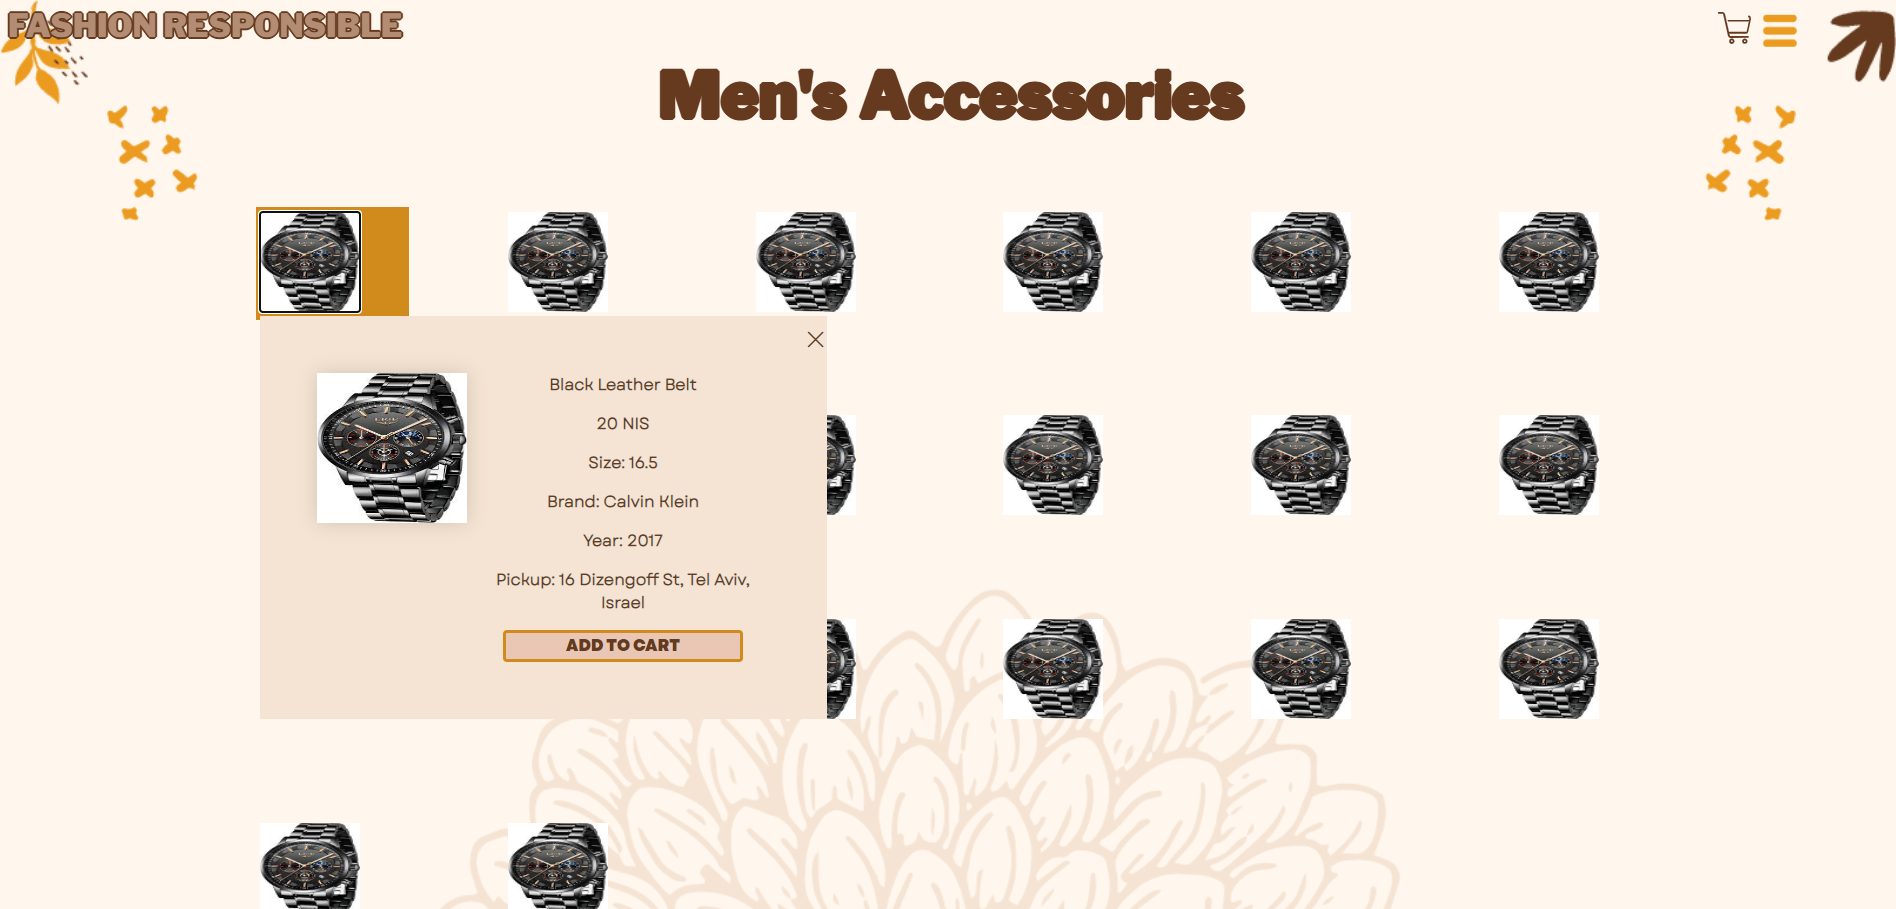 FASHION RESPONSIBLE
Men's Accessories
Black Leather Belt
20 NIS
Size: 16.5
Brand: Calvin Klein
Year: 2017
Pickup: 16 Dizengoff St, Tel Aviv,
Israel
ADD TO CART